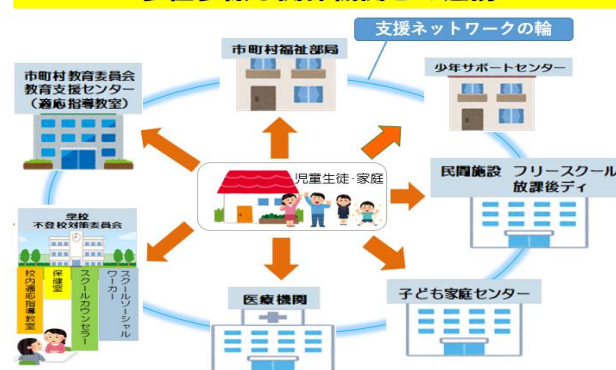 支援ネットワークの輪
市町村福祉部局
市町村教育委員会
教育支援センター
（適応指導教室）
少年サポートセンター
児童生徒・家庭
民間施設　フリースクール
放課後ディ
学校
不登校対策委員会
校内適応指導教室
保健室
スクールカウンセラー
スクールソーシャル
ワーカー
医療機関
子ども家庭センター